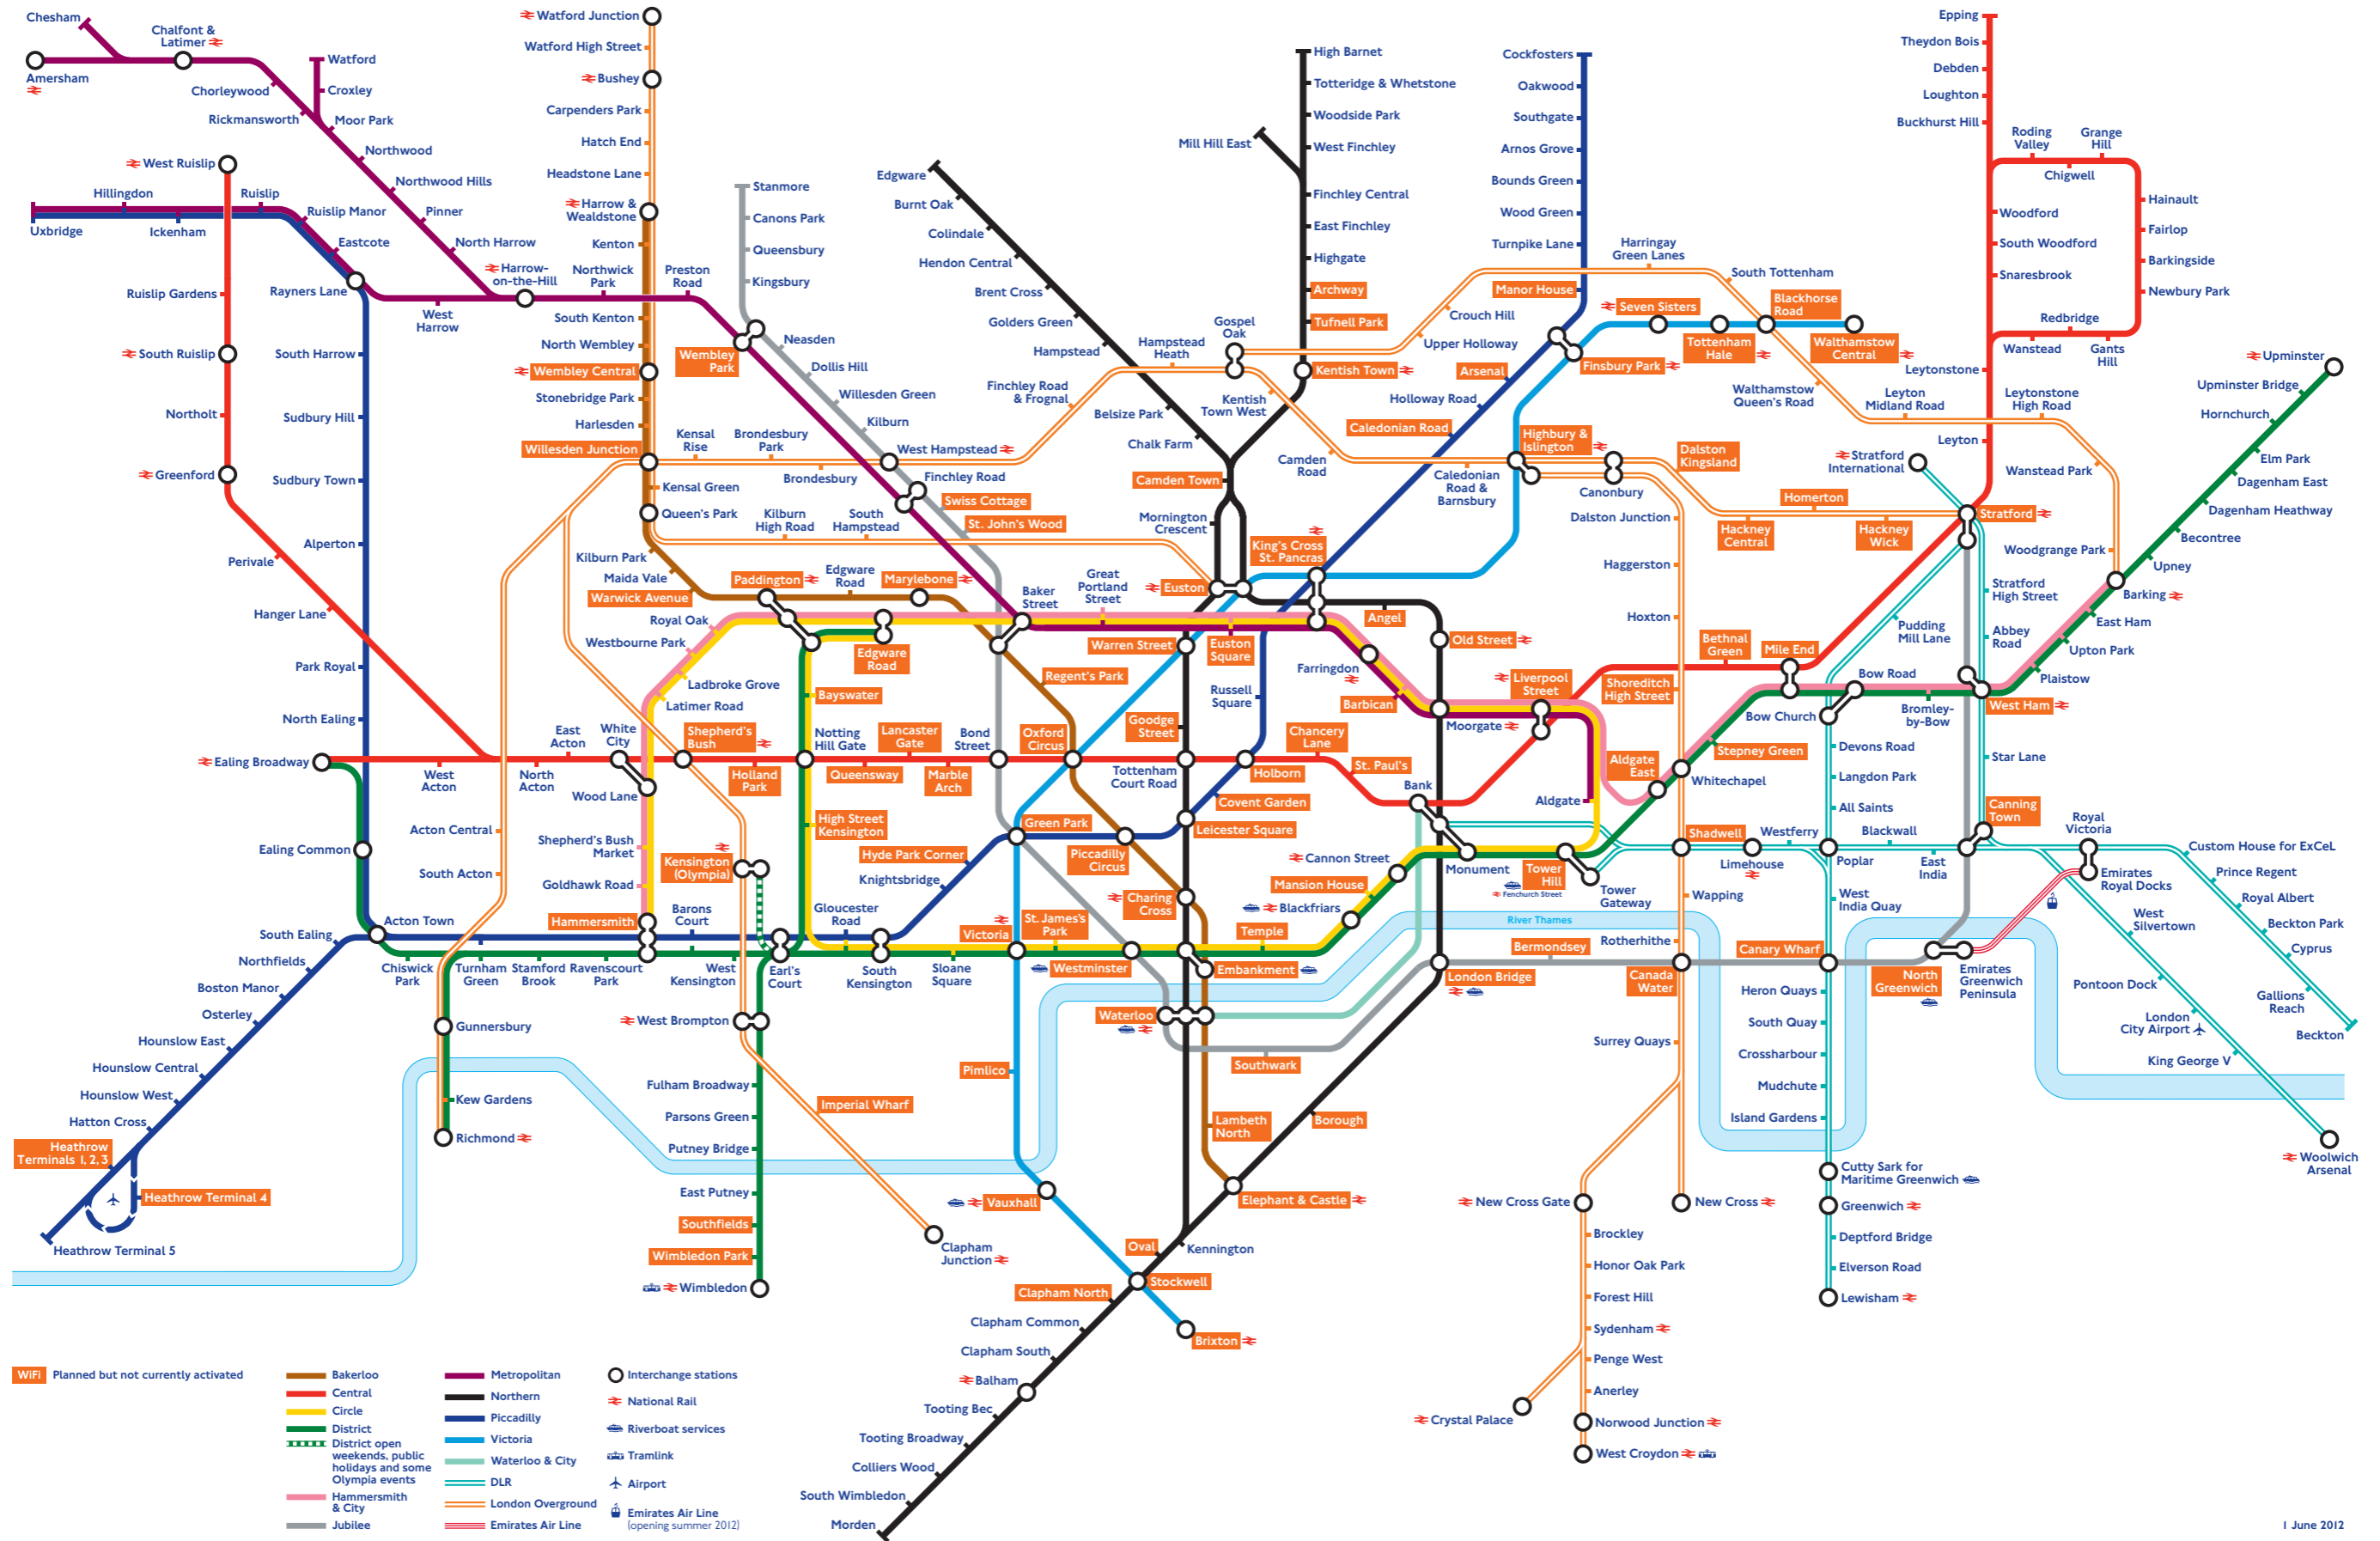 Chesham
Chalfont &
Latimer
Amersham
Chorleywood
Rickmansworth
Watford
Croxley
Moor Park
Northwood
Northwood Hills
Pinner
North Harrow
Harrow-
on-the-Hill
Northwick
Park
Preston
Road
West Ruislip
Hillingdon
Ruislip
Uxbridge
Ickenham
Ruislip Manor
Eastcote
Rayners Lane
West
Harrow
Ruislip Gardens
South Ruislip
Northolt
Greenford
Perivale
Hanger Lane
South Harrow
Sudbury Hill
Sudbury Town
Alperton
Park Royal
North Ealing
Ealing Broadway
Ealing Common
West
Acton
North
Acton
East
Acton
White
City
Wood Lane
Acton Central
South Acton
Watford Junction
Watford High Street
Bushey
Carpenders Park
Hatch End
Headstone Lane
Harrow &
Wealdstone
Kenton
South Kenton
North Wembley
Wembley Central
Stonebridge Park
Harlesden
Willesden Junction
Kensal Green
Queen's Park
Kilburn Park
Maida Vale
Warwick Avenue
Kensal
Rise
Brondesbury
Park
Brondesbury
Kilburn
High Road
South
Hampstead
Stanmore
Canons Park
Queensbury
Kingsbury
Wembley
Park
Neasden
Dollis Hill
Willesden Green
Kilburn
West Hampstead
Finchley Road
Swiss Cottage
St. John's Wood
Finchley Road
& Frognal
Hampstead
Heath
Gospel
Oak
Kentish
Town West
Camden
Road
Caledonian
Road &
Barnsbury
Edgware
Burnt Oak
Colindale
Hendon Central
Brent Cross
Golders Green
Hampstead
Belsize Park
Chalk Farm
Camden Town
Mornington
Crescent
Euston
High Barnet
Totteridge & Whetstone
Woodside Park
Mill Hill East
West Finchley
Finchley Central
East Finchley
Highgate
Archway
Tufnell Park
Kentish Town
Cockfosters
Oakwood
Southgate
Arnos Grove
Bounds Green
Wood Green
Turnpike Lane
Manor House
Finsbury Park
Arsenal
Holloway Road
Caledonian Road
King's Cross
St. Pancras
Harringay
Green Lanes
South Tottenham
Crouch Hill
Upper Holloway
Seven Sisters
Tottenham
Hale
Blackhorse
Road
Walthamstow
Central
Walthamstow
Queen's Road
Leyton
Midland Road
Leytonstone
High Road
Wanstead Park
Woodgrange Park
Highbury &
Islington
Canonbury
Dalston
Kingsland
Hackney
Central
Homerton
Hackney
Wick
Dalston Junction
Haggerston
Hoxton
Shoreditch
High Street
Epping
Theydon Bois
Debden
Loughton
Buckhurst Hill
Roding
Valley
Chigwell
Grange
Hill
Hainault
Fairlop
Barkingside
Newbury Park
Woodford
South Woodford
Snaresbrook
Redbridge
Wanstead
Gants
Hill
Leytonstone
Leyton
Stratford
International
Stratford
Stratford
High Street
Abbey
Road
Pudding
Mill Lane
Upminster
Upminster Bridge
Hornchurch
Elm Park
Dagenham East
Dagenham Heathway
Becontree
Upney
Barking
East Ham
Upton Park
Plaistow
West Ham
Bromley-
by-Bow
Bow Road
Bow Church
Mile End
Bethnal
Green
Stepney Green
Whitechapel
Aldgate
East
Aldgate
Paddington
Edgware
Road
Marylebone
Royal Oak
Westbourne Park
Ladbroke Grove
Latimer Road
Edgware
Road
Baker
Street
Great
Portland
Street
Regent's Park
Warren Street
Euston
Square
Angel
Old Street
Farringdon
Barbican
Moorgate
Liverpool
Street
Russell
Square
Goodge
Street
Bayswater
Shepherd's
Bush
Holland
Park
Notting
Hill Gate
Queensway
Lancaster
Gate
Marble
Arch
Bond
Street
Oxford
Circus
Tottenham
Court Road
Holborn
Chancery
Lane
St. Paul's
Bank
Covent Garden
Leicester Square
Piccadilly
Circus
Green Park
Hyde Park Corner
Knightsbridge
High Street
Kensington
Kensington
(Olympia)
Shepherd's Bush
Market
Goldhawk Road
Hammersmith
Barons
Court
Gloucester
Road
Earl's
Court
South
Kensington
Sloane
Square
Victoria
St. James's
Park
Westminster
Charing
Cross
Embankment
Temple
Blackfriars
Mansion House
Cannon Street
Monument
Tower
Hill
Fenchurch Street
Tower
Gateway
River Thames
Acton Town
South Ealing
Northfields
Boston Manor
Osterley
Hounslow East
Hounslow Central
Hounslow West
Hatton Cross
Heathrow
Terminals 1, 2, 3
Heathrow Terminal 4
Heathrow Terminal 5
Chiswick
Park
Turnham
Green
Stamford
Brook
Ravenscourt
Park
West
Kensington
Gunnersbury
Kew Gardens
Richmond
West Brompton
Fulham Broadway
Parsons Green
Putney Bridge
East Putney
Southfields
Wimbledon Park
Wimbledon
Imperial Wharf
Clapham
Junction
Pimlico
Vauxhall
Waterloo
Southwark
Lambeth
North
Elephant & Castle
Borough
London Bridge
Bermondsey
Kennington
Oval
Stockwell
Clapham North
Brixton
Clapham Common
Clapham South
Balham
Tooting Bec
Tooting Broadway
Colliers Wood
South Wimbledon
Morden
Shadwell
Wapping
Rotherhithe
Canada
Water
Surrey Quays
New Cross Gate
New Cross
Brockley
Honor Oak Park
Forest Hill
Sydenham
Penge West
Anerley
Crystal Palace
Norwood Junction
West Croydon
Limehouse
Westferry
Poplar
Blackwall
East
India
Canning
Town
Devons Road
Langdon Park
All Saints
Star Lane
West
India Quay
Canary Wharf
Heron Quays
South Quay
Crossharbour
Mudchute
Island Gardens
Cutty Sark for
Maritime Greenwich
Greenwich
Deptford Bridge
Elverson Road
Lewisham
North
Greenwich
Emirates
Greenwich
Peninsula
Emirates
Royal Docks
Royal
Victoria
Custom House for ExCeL
Prince Regent
Royal Albert
Beckton Park
Cyprus
Gallions
Reach
Beckton
West
Silvertown
Pontoon Dock
London
City Airport
King George V
Woolwich
Arsenal
WiFi
Planned but not currently activated
Bakerloo
Central
Circle
District
District open
weekends, public
holidays and some
Olympia events
Hammersmith
& City
Jubilee
Metropolitan
Northern
Piccadilly
Victoria
Waterloo & City
DLR
London Overground
Emirates Air Line
Interchange stations
National Rail
Riverboat services
Tramlink
Airport
Emirates Air Line
(opening summer 2012)
1 June 2012